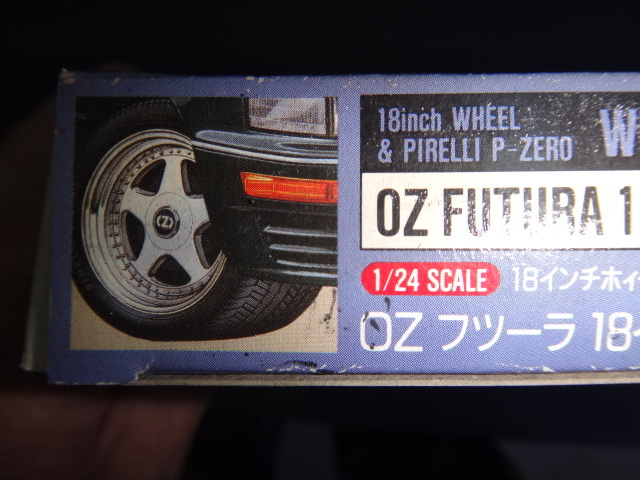 18inch WHEEL
& PIRELLI P-ZERO
W
OZ FUTURA 1
1/24 SCALE
18インチホイ
OZ フツーラ 18
OZ